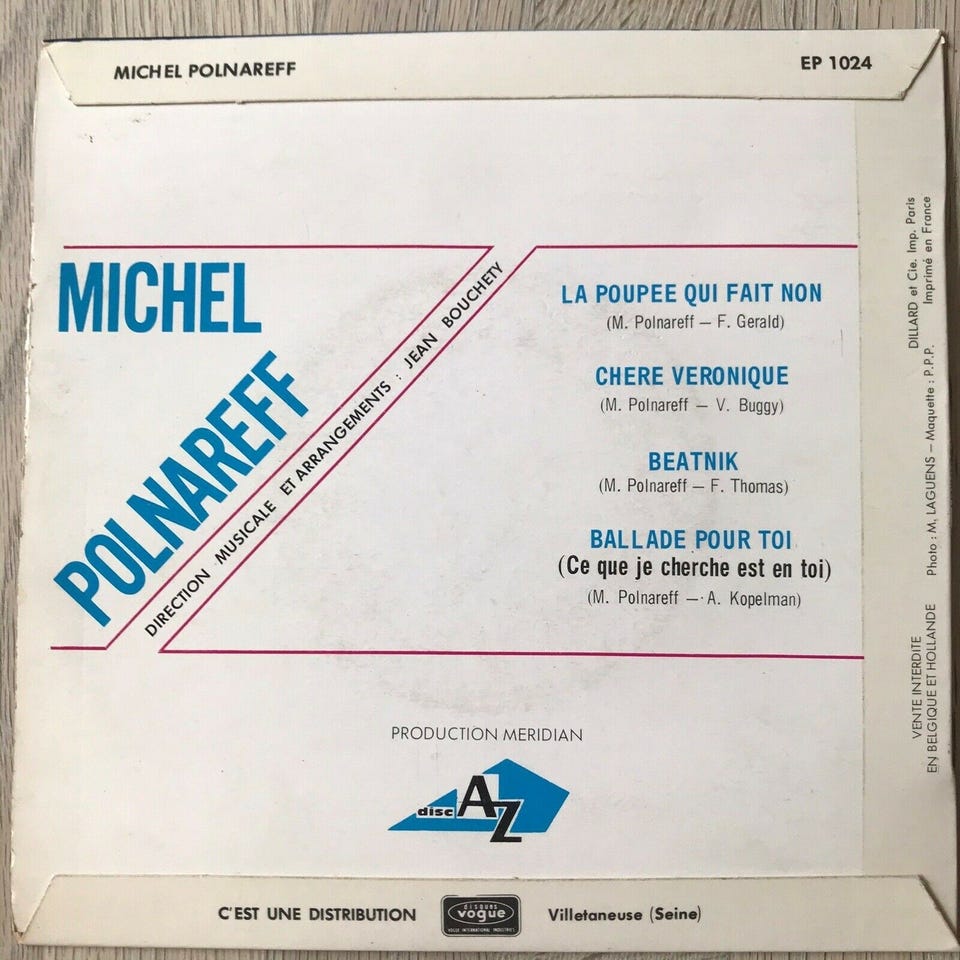 MICHEL POLNAREFF
EP 1024
MICHEL
POLNAREFF
DIRECTION MUSICALE ET ARRANGEMENTS : JEAN BOUCHETY
LA POUPEE QUI FAIT NON
(M. Polnareff – F. Gerald)
CHERE VERONIQUE
(M. Polnareff – V. Buggy)
BEATNIK
(M. Polnareff – F. Thomas)
BALLADE POUR TOI
(Ce que je cherche est en toi)
(M. Polnareff –· A. Kopelman)
DILLARD et Cie. Imp. Paris
Imprimé en France
Photo : M, LAGUENS – Maquette : P.P.P.
VENTE INTERDITE
EN BELGIQUE ET HOLLANDE
PRODUCTION MERIDIAN
disc AZ
C'EST UNE DISTRIBUTION
disques
vogue
VOGUE INTERNATIONAL INDUSTRIES
Villetaneuse (Seine)